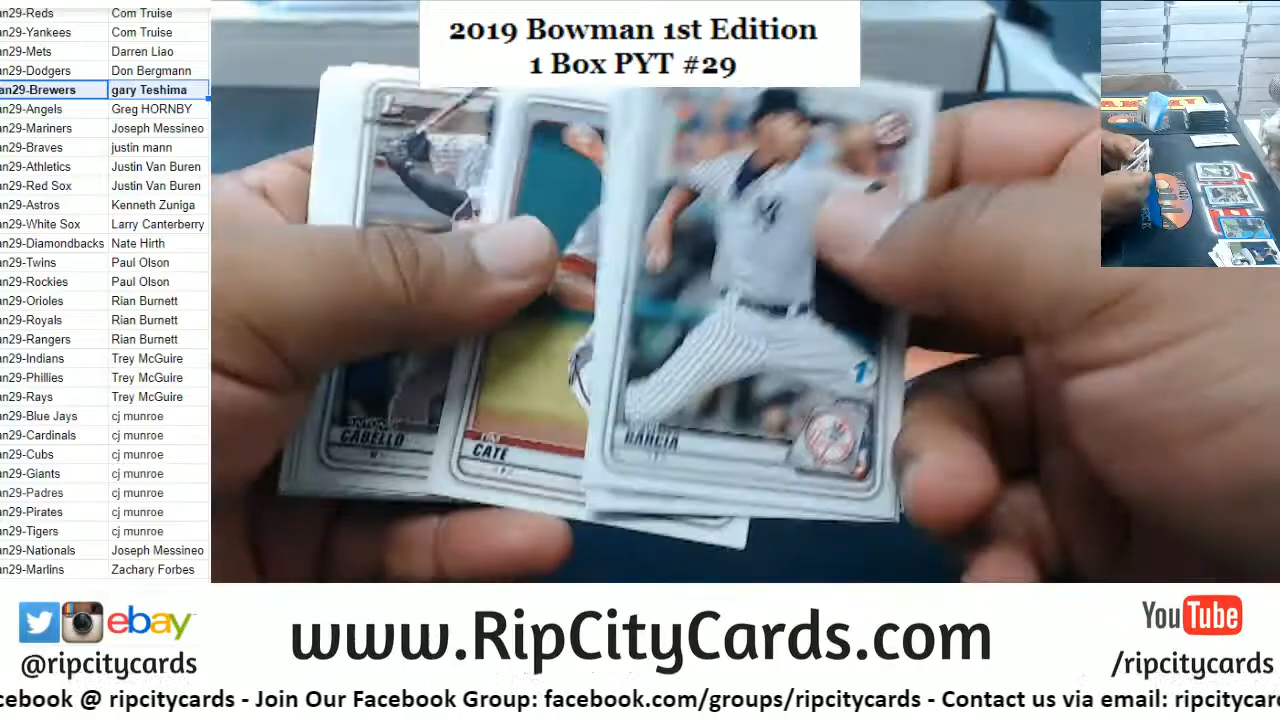 2019 Bowman 1st Edition
1 Box PYT #29
an29-Reds Com Truise
an29-Yankees Com Truise
an29-Mets Darren Liao
an29-Dodgers Don Bergmann
an29-Brewers gary Teshima
an29-Angels Greg HORNBY
an29-Mariners Joseph Messineo
an29-Braves justin mann
an29-Athletics Justin Van Buren
an29-Red Sox Justin Van Buren
an29-Astros Kenneth Zuniga
an29-White Sox Larry Canterberry
an29-Diamondbacks Nate Hirth
an29-Twins Paul Olson
an29-Rockies Paul Olson
an29-Orioles Rian Burnett
an29-Royals Rian Burnett
an29-Rangers Rian Burnett
an29-Indians Trey McGuire
an29-Phillies Trey McGuire
an29-Rays Trey McGuire
an29-Blue Jays cj munroe
an29-Cardinals cj munroe
an29-Cubs cj munroe
an29-Giants cj munroe
an29-Padres cj munroe
an29-Pirates cj munroe
an29-Tigers cj munroe
an29-Nationals Joseph Messineo
an29-Marlins Zachary Forbes
CABELLO
TIM
CATE
GARCIA
1st
ebay
@ripcitycards
www.RipCityCards.com
YouTube
/ripcitycards
cebook @ ripcitycards - Join Our Facebook Group: facebook.com/groups/ripcitycards - Contact us via email: ripcitycar